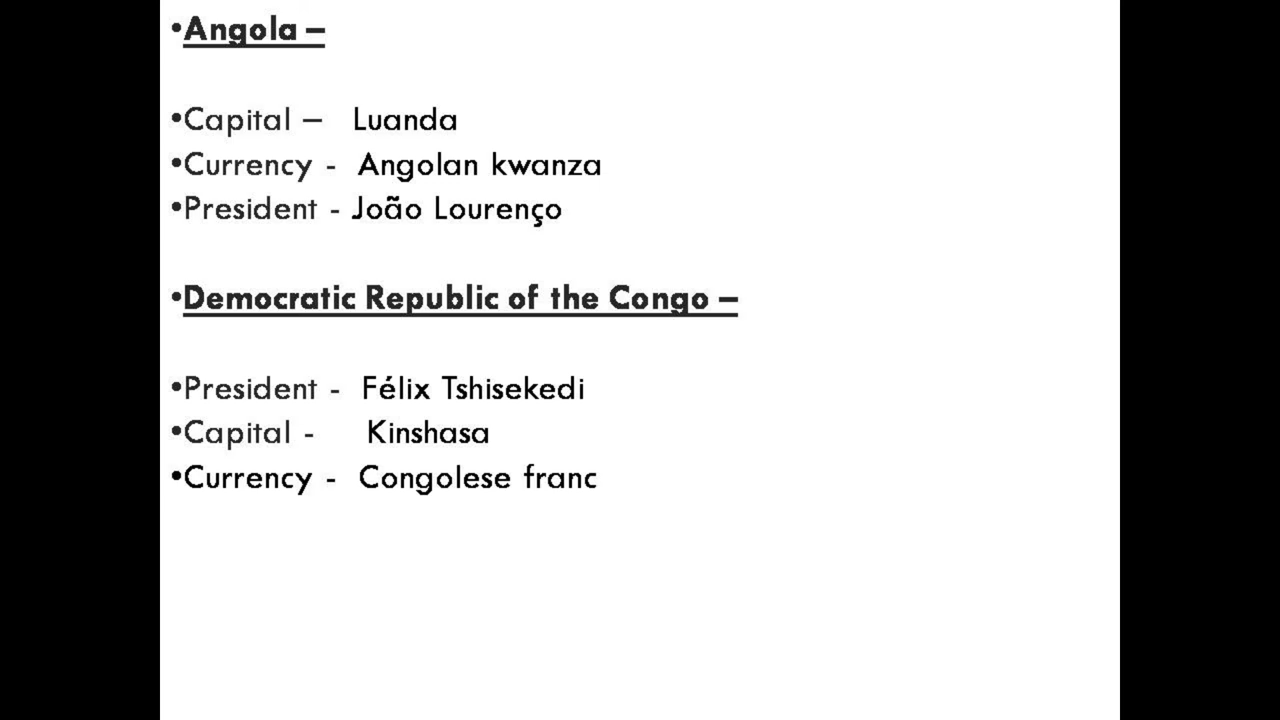 •Angola –
•Capital – Luanda
•Currency - Angolan kwanza
•President - João Lourenço
•Democratic Republic of the Congo –
•President - Félix Tshisekedi
•Capital - Kinshasa
•Currency - Congolese franc